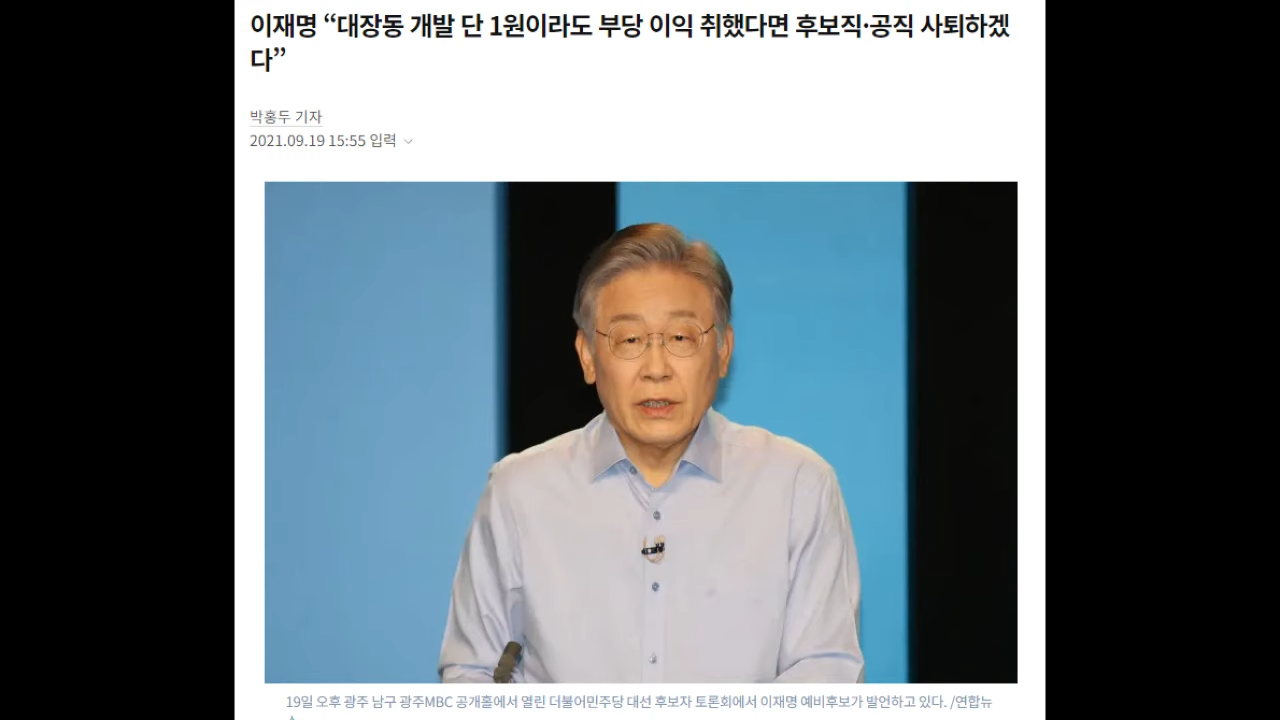 이재명 “대장동 개발 단 1원이라도 부당 이익 취했다면 후보직·공직 사퇴하겠
다”
박홍두 기자
2021.09.19 15:55 입력
19일 오후 광주 남구 광주MBC 공개홀에서 열린 더불어민주당 대선 후보자 토론회에서 이재명 예비후보가 발언하고 있다. /연합뉴